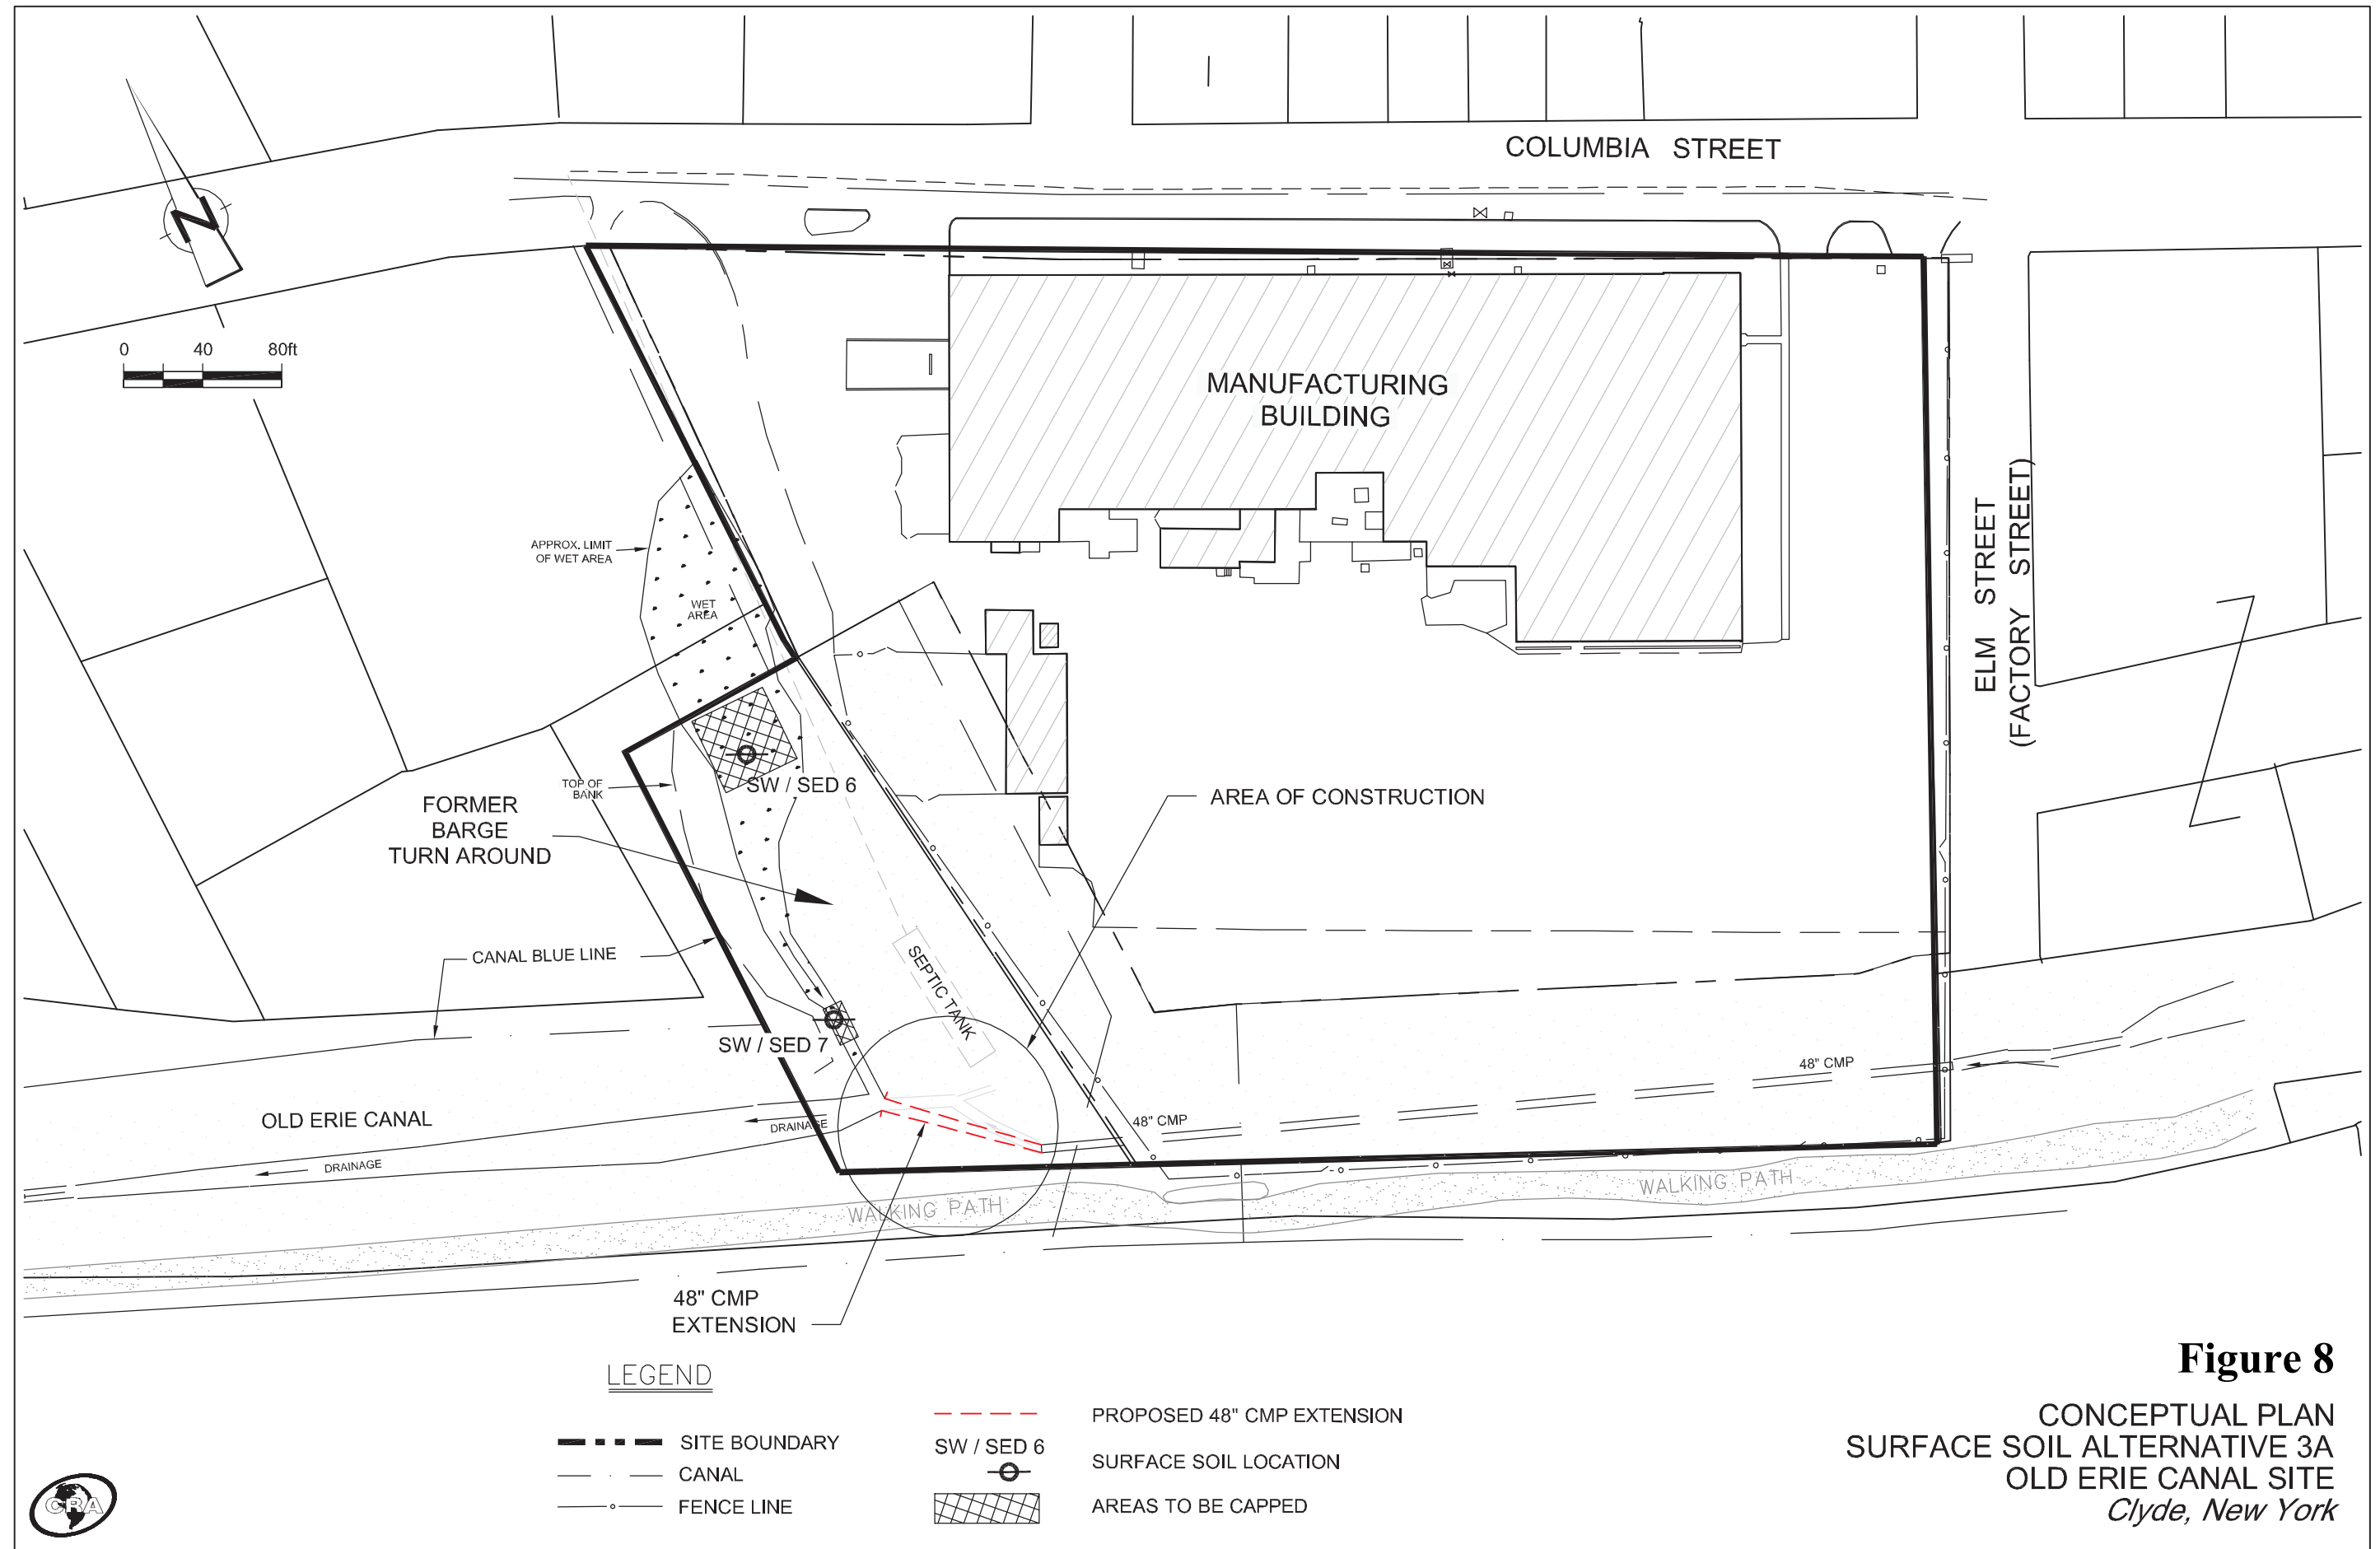 COLUMBIA STREET
N
0 40 80ft
MANUFACTURING
BUILDING
ELM STREET
(FACTORY STREET)
APPROX. LIMIT
OF WET AREA
WET
AREA
TOP OF
BANK
SW / SED 6
FORMER
BARGE
TURN AROUND
AREA OF CONSTRUCTION
CANAL BLUE LINE
SEPTIC TANK
SW / SED 7
48" CMP
48" CMP
OLD ERIE CANAL
DRAINAGE
DRAINAGE
WALKING PATH
WALKING PATH
48" CMP
EXTENSION
LEGEND
SITE BOUNDARY
CANAL
FENCE LINE
PROPOSED 48" CMP EXTENSION
SW / SED 6
SURFACE SOIL LOCATION
AREAS TO BE CAPPED
Figure 8
CONCEPTUAL PLAN
SURFACE SOIL ALTERNATIVE 3A
OLD ERIE CANAL SITE
Clyde, New York
CRA